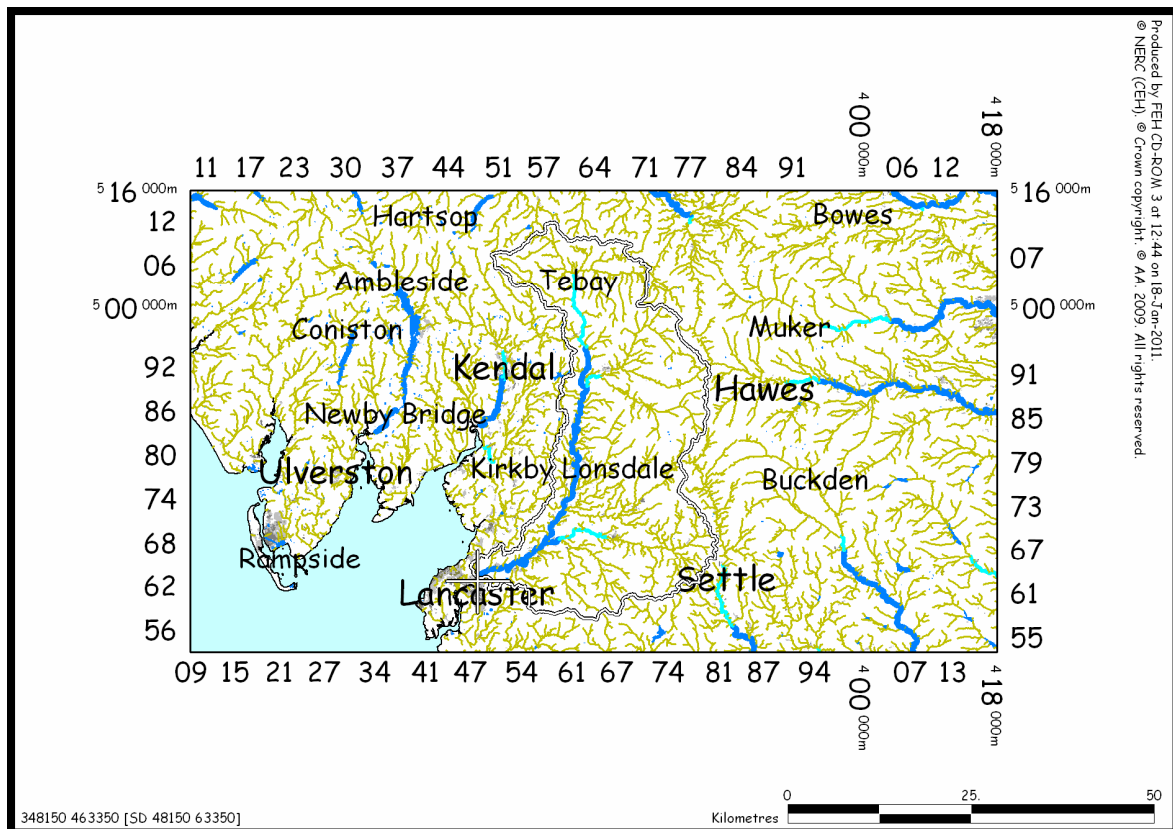 Produced by FEH CD-ROM 3 at 12:44 on 18-Jan-2011.
© NERC (CEH). © Crown copyright. © AA. 2009. All rights reserved.
4 00 000m
4 18 000m
11 17 23 30 37 44 51 57 64 71 77 84 91 06 12
5 16 000m
5 16 000m
12
Hartsop
Bowes
07
06
Ambleside
Tebay
5 00 000m
5 00 000m
Coniston
Muker
92
Kendal
Hawes
91
86
Newby Bridge
85
80
Ulverston
Kirkby Lonsdale
Buckden
79
74
73
68
Rampside
67
62
Lancaster
Settle
61
56
55
09 15 21 27 34 41 47 54 61 67 74 81 87 94 07 13
4 00 000m
4 18 000m
348150 463350 [SD 48150 63350]
Kilometres
0 25. 50